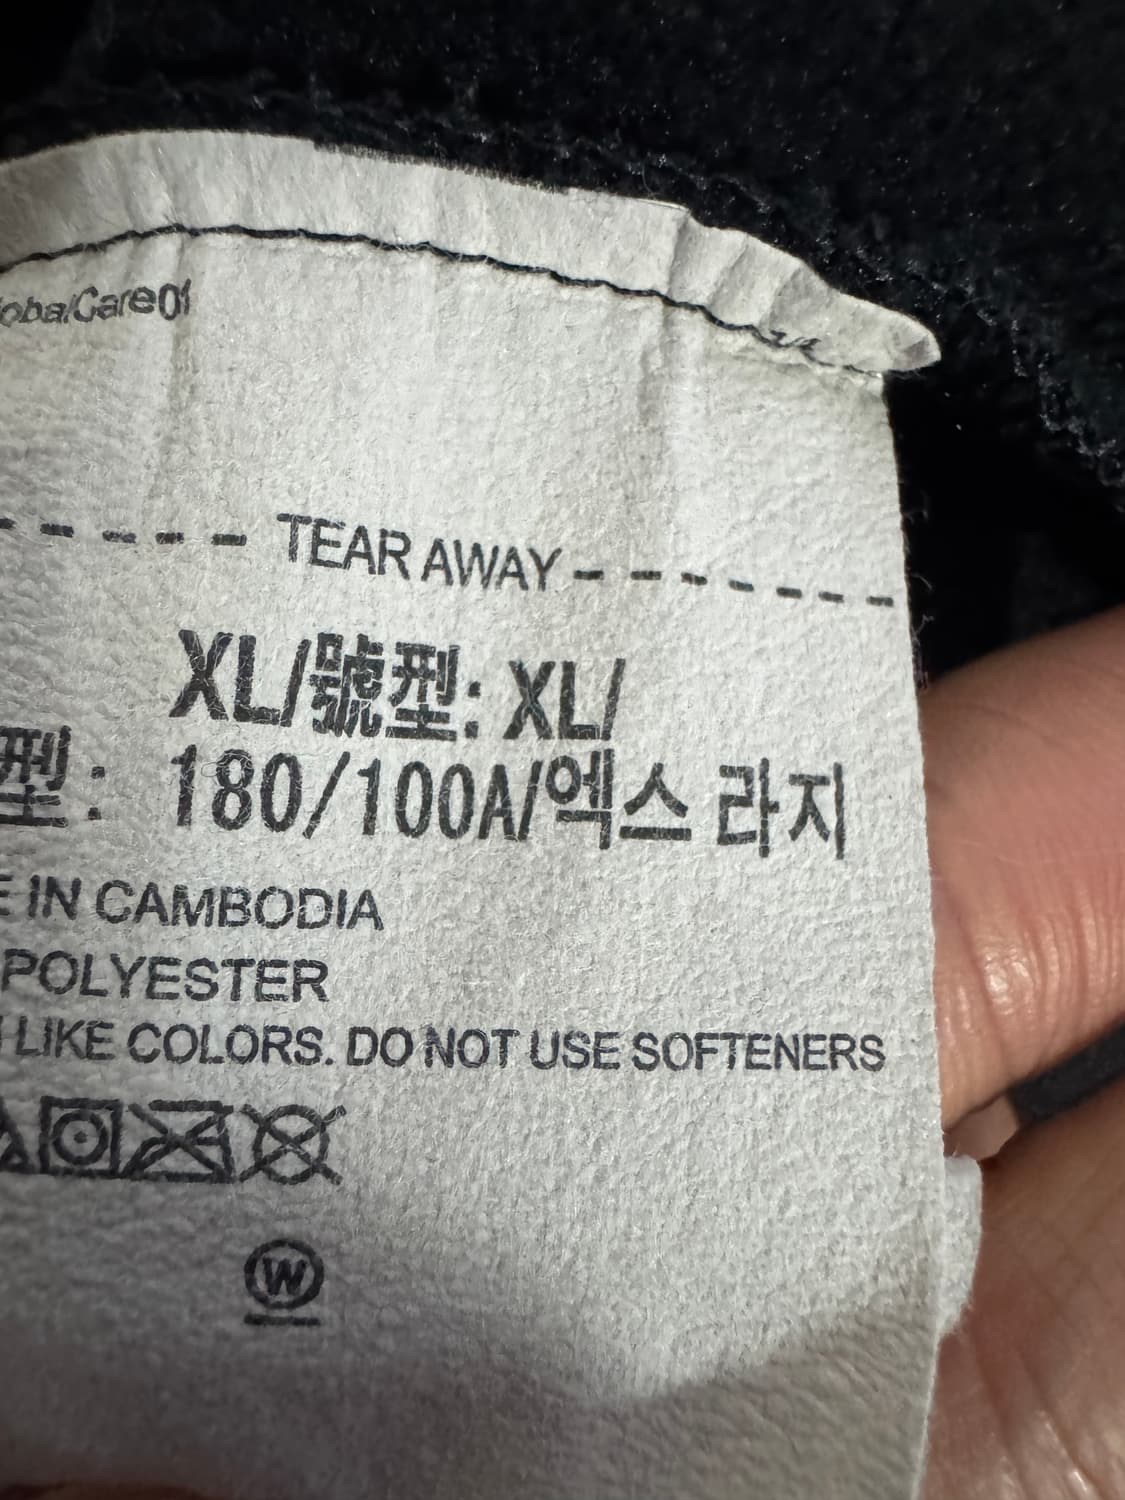 Care01
TEAR AWAY
XL/號型: XL/
型: 180/100A/엑스 라지
IN CAMBODIA
POLYESTER
LIKE COLORS. DO NOT USE SOFTENERS
W